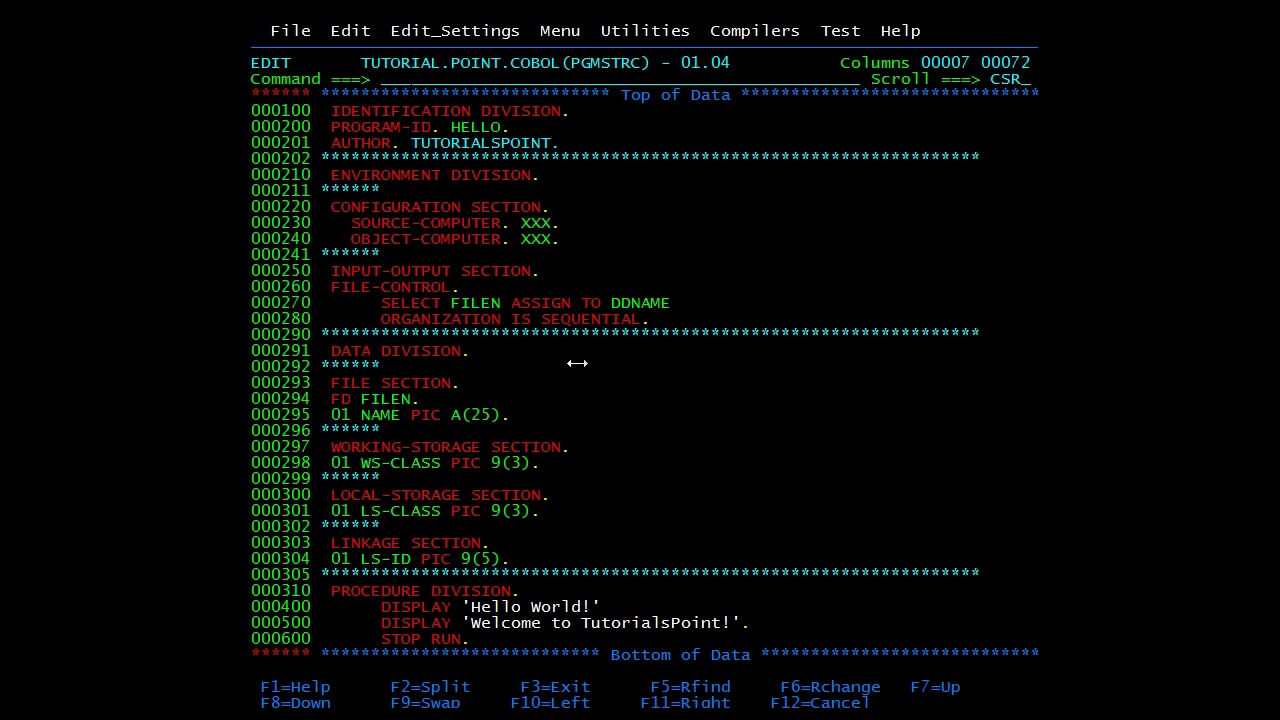 File Edit Edit_Settings Menu Utilities Compilers Test Help
EDIT TUTORIAL.POINT.COBOL(PGMSTRC) - 01.04 Columns 00007 00072
Command ===> Scroll ===> CSR_
****** ***************************** Top of Data ******************************
000100 IDENTIFICATION DIVISION.
000200 PROGRAM-ID. HELLO.
000201 AUTHOR. TUTORIALSPOINT.
000202 ******************************************************************
000210 ENVIRONMENT DIVISION.
000211 ******
000220 CONFIGURATION SECTION.
000230 SOURCE-COMPUTER. XXX.
000240 OBJECT-COMPUTER. XXX.
000241 ******
000250 INPUT-OUTPUT SECTION.
000260 FILE-CONTROL.
000270 SELECT FILEN ASSIGN TO DDNAME
000280 ORGANIZATION IS SEQUENTIAL.
000290 ******************************************************************
000291 DATA DIVISION.
000292 ******
000293 FILE SECTION.
000294 FD FILEN.
000295 01 NAME PIC A(25).
000296 ******
000297 WORKING-STORAGE SECTION.
000298 01 WS-CLASS PIC 9(3).
000299 ******
000300 LOCAL-STORAGE SECTION.
000301 01 LS-CLASS PIC 9(3).
000302 ******
000303 LINKAGE SECTION.
000304 01 LS-ID PIC 9(5).
000305 ******************************************************************
000310 PROCEDURE DIVISION.
000400 DISPLAY 'Hello World!'
000500 DISPLAY 'Welcome to TutorialsPoint!'.
000600 STOP RUN.
****** **************************** Bottom of Data ****************************
F1=Help F2=Split F3=Exit F5=Rfind F6=Rchange F7=Up
F8=Down F9=Swap F10=Left F11=Right F12=Cancel